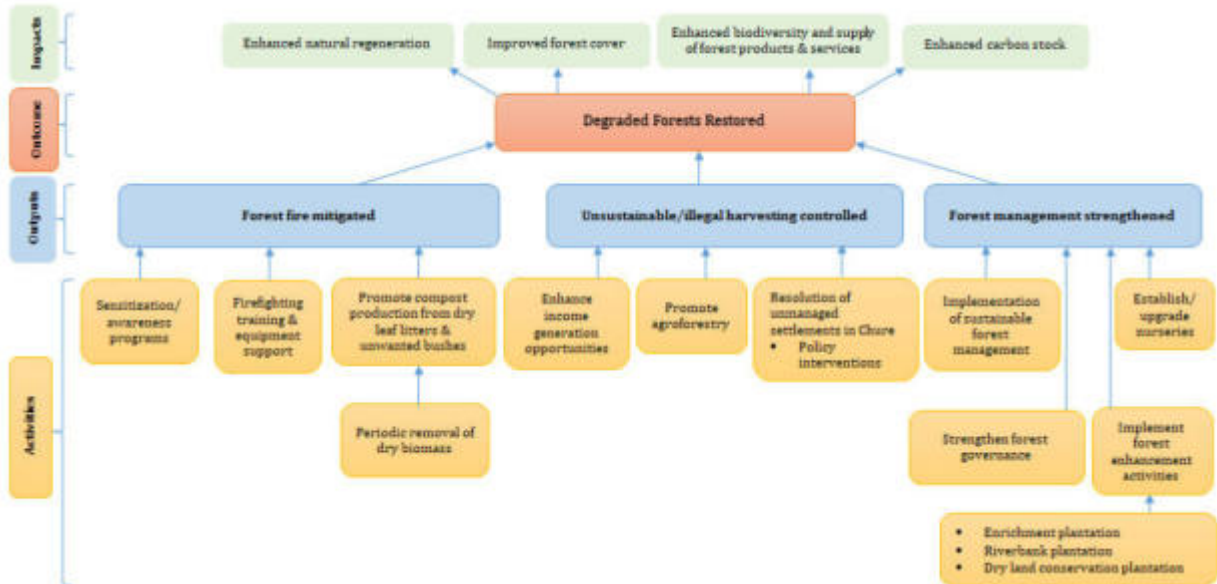 Impacts
Enhanced natural regeneration
Improved forest cover
Enhanced biodiversity and supply
of forest products & services
Enhanced carbon stock
Outcome
Degraded Forests Restored
Outputs
Forest fire mitigated
Unsustainable/illegal harvesting controlled
Forest management strengthened
Activities
Sensitization/
awareness
programs
Firefighting
training &
equipment
support
Promote compost
production from dry
leaf litters &
unwanted bushes
Enhance
income
generation
opportunities
Promote
agroforestry
Resolution of
unmanaged
settlements in Chure
• Policy
interventions
Implementation
of sustainable
forest
management
Establish/
upgrade
nurseries
Periodic removal of
dry biomass
Strengthen forest
governance
Implement
forest
enhancement
activities
• Enrichment plantation
• Riverbank plantation
• Dry land conservation plantation